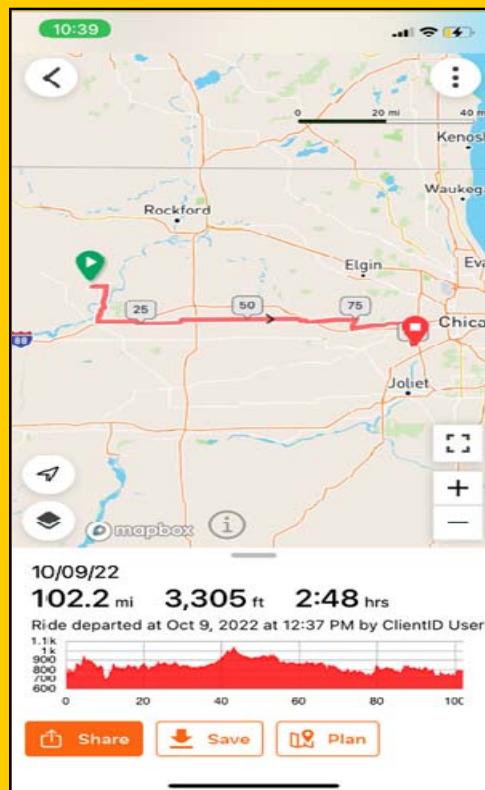 10:39
0 20 mi 40 m
Kenosh
Waukega
Rockford
Elgin
Eva
25 50 75
Chica
88
Joliet
mapbox
i
10/09/22
102.2 mi 3,305 ft 2:48 hrs
Ride departed at Oct 9, 2022 at 12:37 PM by ClientID User
1.1k
1k
900
800
700
600
0 20 40 60 80 100
Share Save Plan